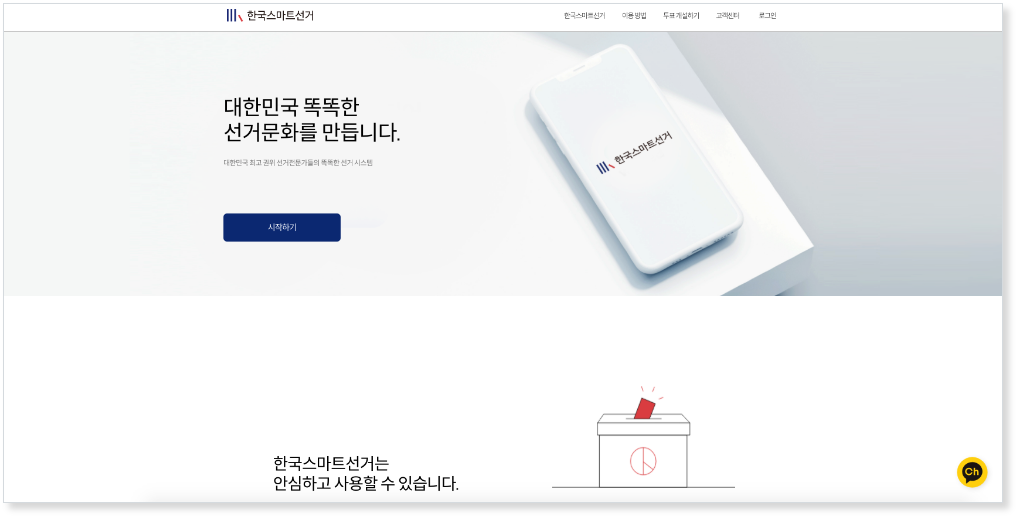 한국스마트선거
한국스마트선거 이용 방법 투표 개설하기 고객센터 로그인
대한민국 똑똑한
선거문화를 만듭니다.
대한민국 최고 권위 선거전문가들의 똑똑한 선거 시스템
시작하기
한국스마트선거
한국스마트선거는
안심하고 사용할 수 있습니다.
Ch